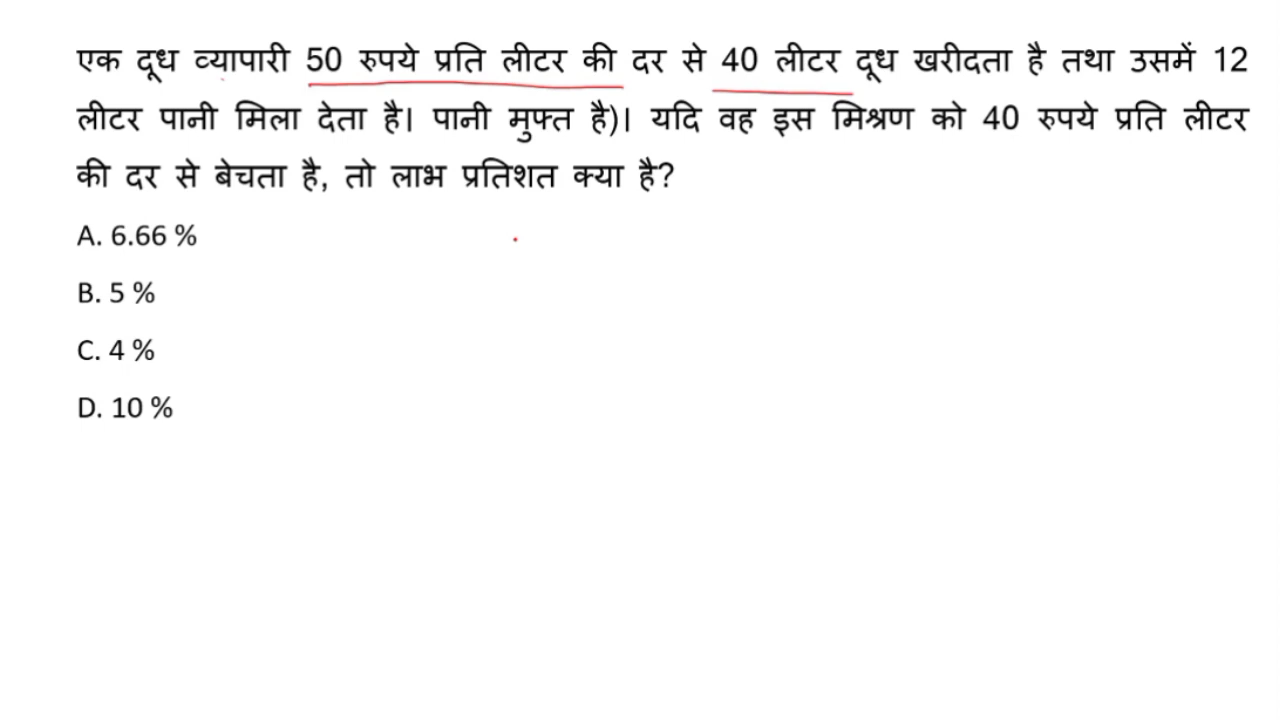 एक दूध व्यापारी 50 रुपये प्रति लीटर की दर से 40 लीटर दूध खरीदता है तथा उसमें 12
लीटर पानी मिला देता है। पानी मुफ्त है)। यदि वह इस मिश्रण को 40 रुपये प्रति लीटर
की दर से बेचता है, तो लाभ प्रतिशत क्या है?
A. 6.66 %
B. 5 %
C. 4 %
D. 10 %